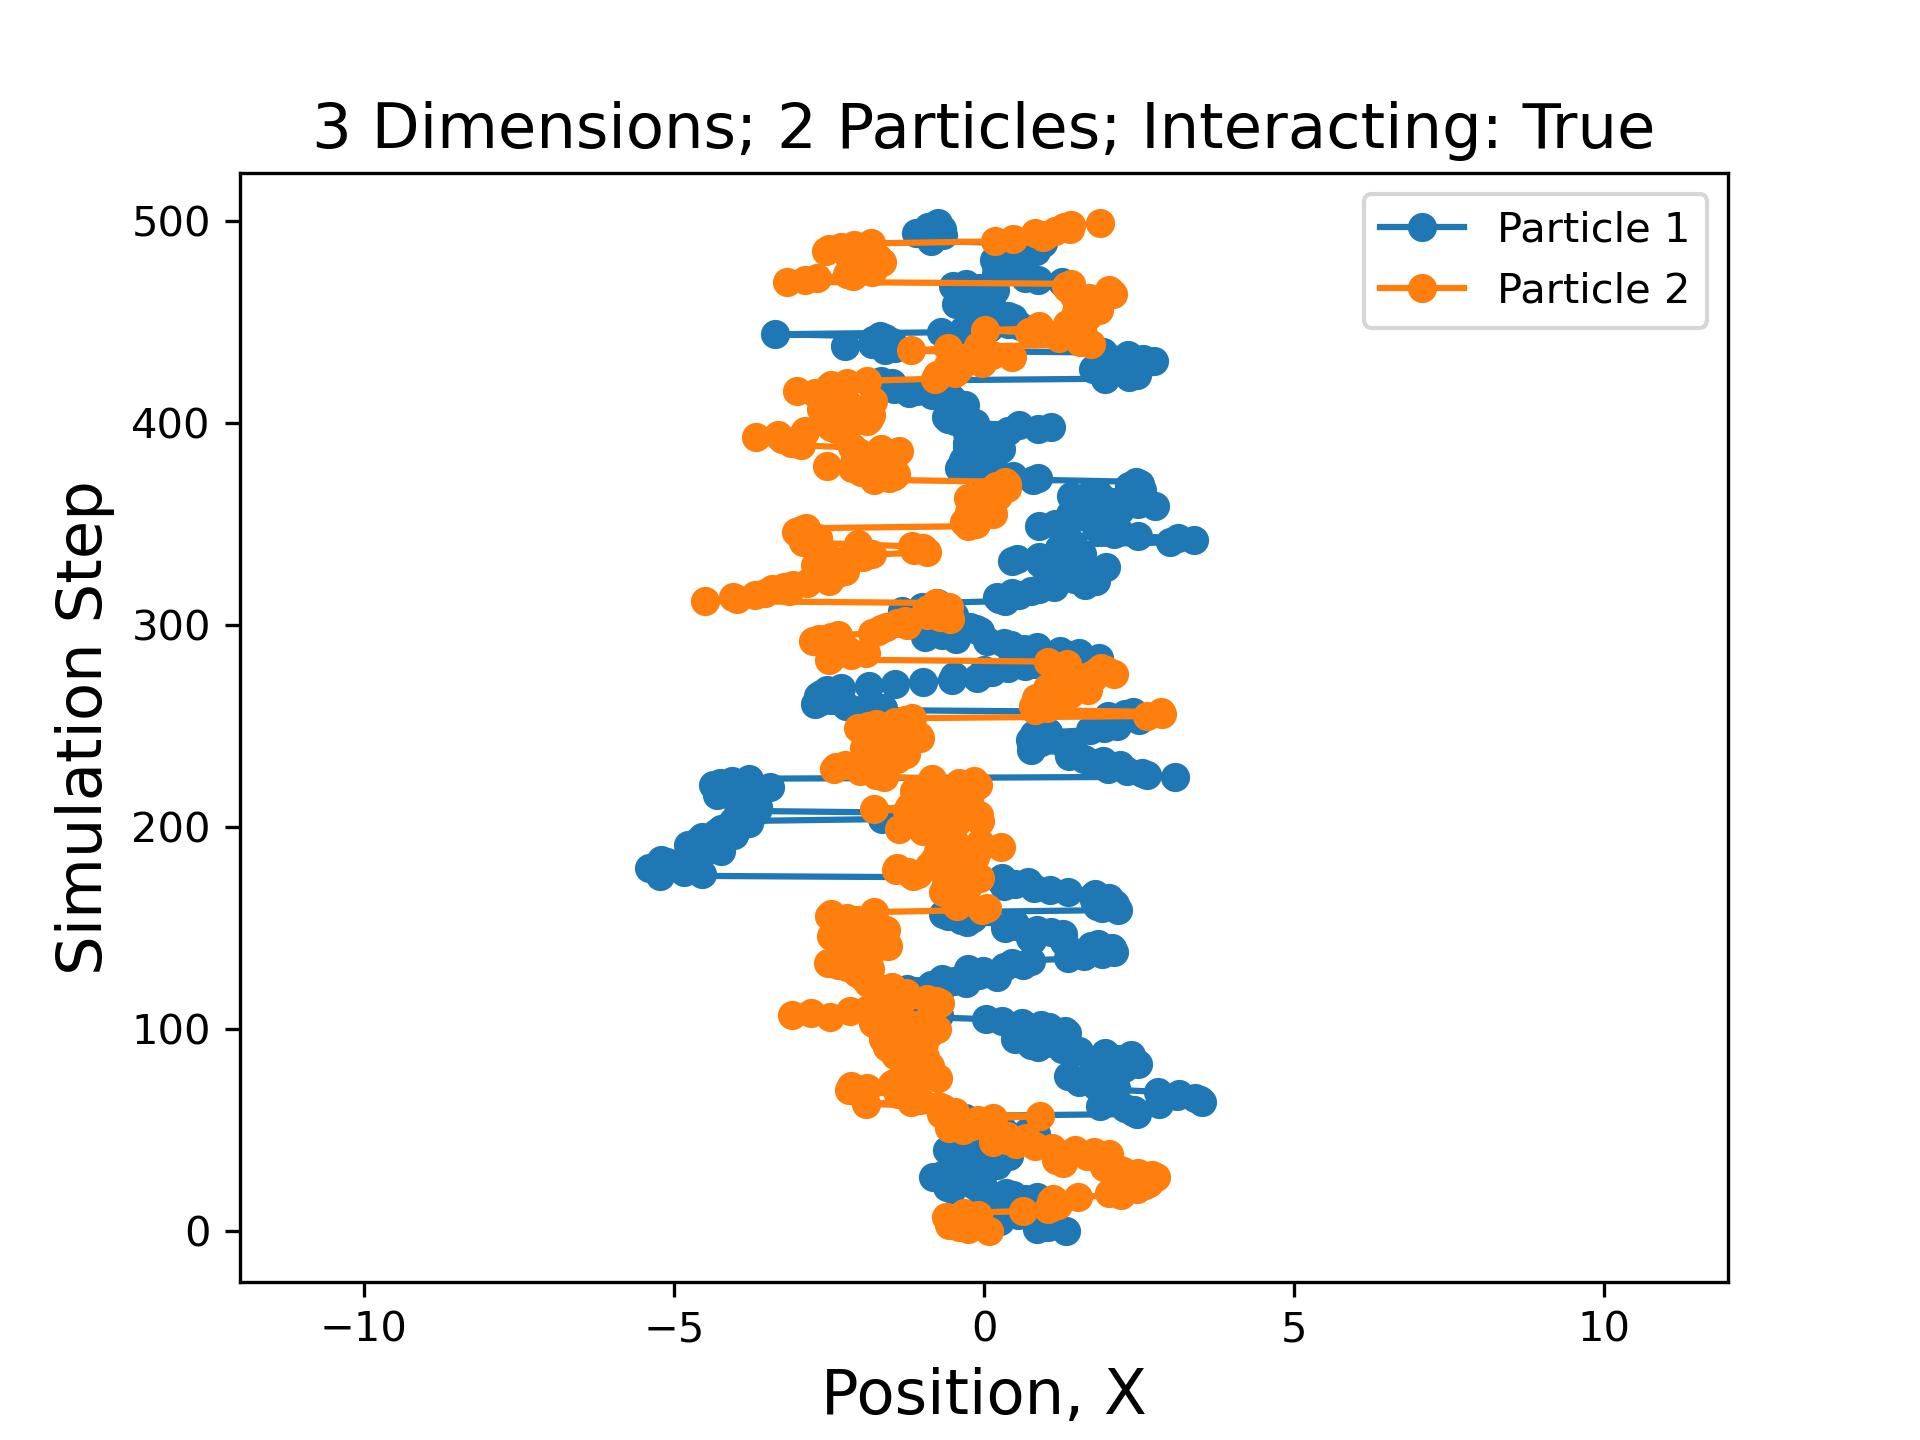 3 Dimensions; 2 Particles; Interacting: True
Particle 1
Particle 2
500
400
300
200
100
0
Simulation Step
−10
−5
0
5
10
Position, X